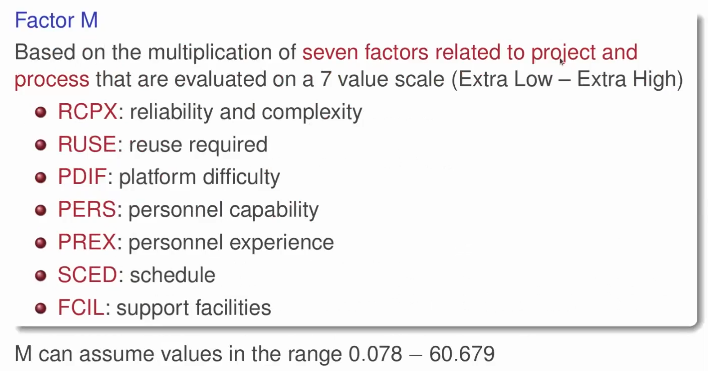 Factor M
Based on the multiplication of seven factors related to project and
process that are evaluated on a 7 value scale (Extra Low – Extra High)
RCPX: reliability and complexity
RUSE: reuse required
PDIF: platform difficulty
PERS: personnel capability
PREX: personnel experience
SCED: schedule
FCIL: support facilities
M can assume values in the range 0.078 − 60.679